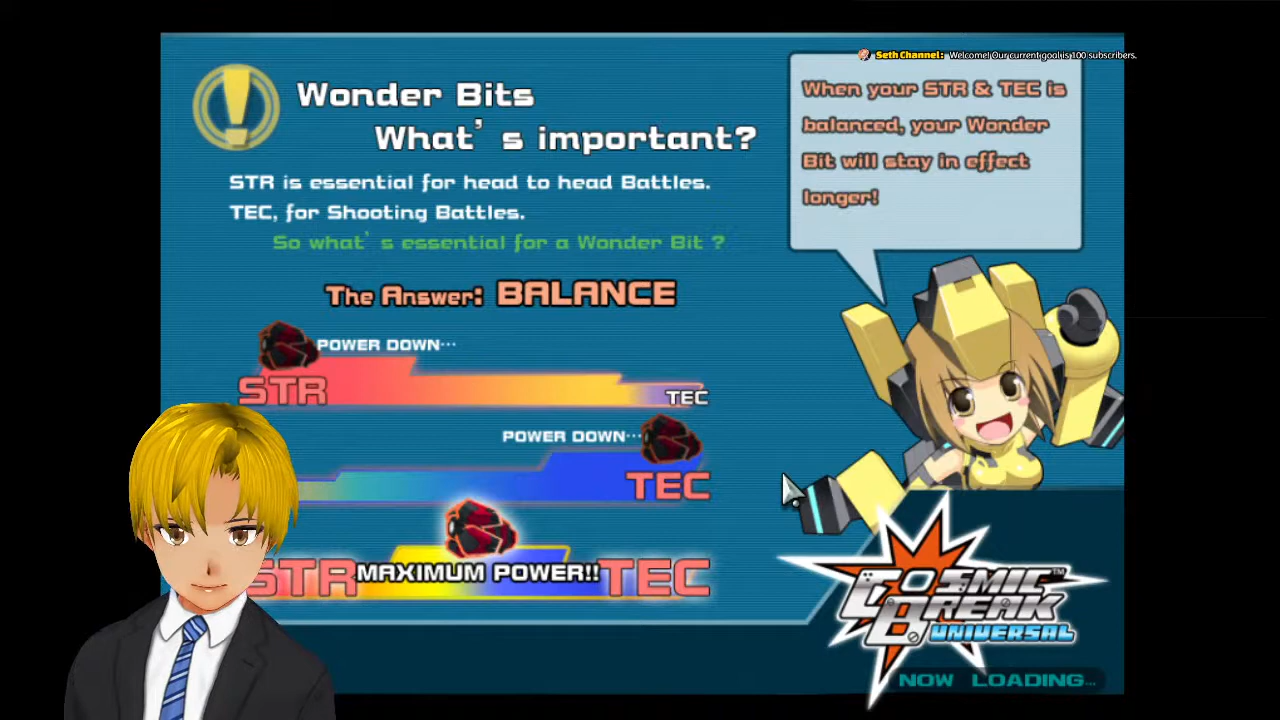 Seth Channel: Welcome! Our current goal is 100 subscribers.
Wonder Bits
What's important?
STR is essential for head to head Battles.
TEC, for Shooting Battles.
So what's essential for a Wonder Bit ?
The Answer: BALANCE
POWER DOWN...
STR
TEC
POWER DOWN...
TEC
STR MAXIMUM POWER!! TEC
When your STR & TEC is
balanced, your Wonder
Bit will stay in effect
longer!
COSMIC
BREAK™
UNIVERSAL
NOW LOADING...